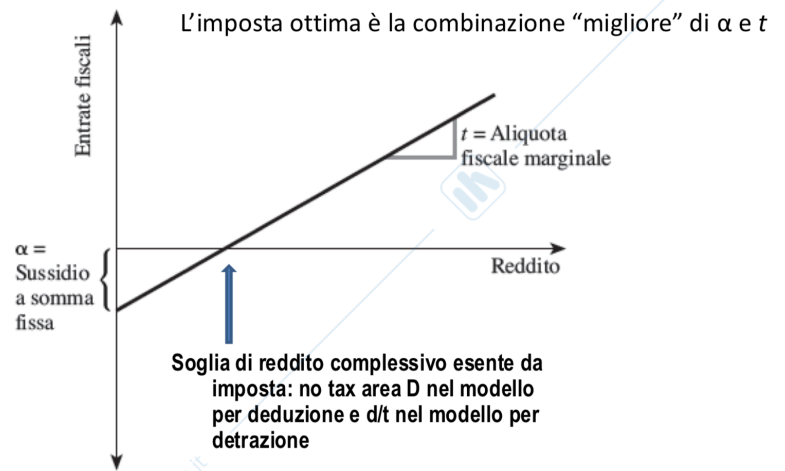 L'imposta ottima è la combinazione “migliore” di α e t
Entrate fiscali
t = Aliquota
fiscale marginale
α =
Sussidio
a somma
fissa
Reddito
Soglia di reddito complessivo esente da
imposta: no tax area D nel modello
per deduzione e d/t nel modello per
detrazione
it